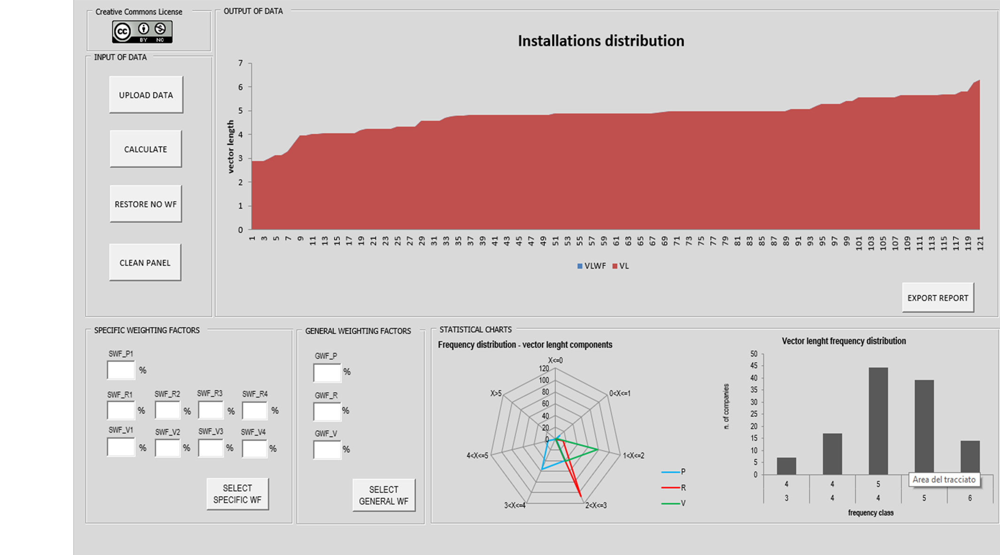 Creative Commons License
cc
BY NC
INPUT OF DATA
UPLOAD DATA
CALCULATE
RESTORE NO WF
CLEAN PANEL
OUTPUT OF DATA
Installations distribution
vector length
7
6
5
4
3
2
1
0
1 3 5 7 9 11 13 15 17 19 21 23 25 27 29 31 33 35 37 39 41 43 45 47 49 51 53 55 57 59 61 63 65 67 69 71 73 75 77 79 81 83 85 87 89 91 93 95 97 99 101 103 105 107 109 111 113 115 117 119 121
VLWF VL
EXPORT REPORT
SPECIFIC WEIGHTING FACTORS
SWF_P1
%
SWF_R1 SWF_R2 SWF_R3 SWF_R4
% % % %
SWF_V1 SWF_V2 SWF_V3 SWF_V4
% % % %
SELECT
SPECIFIC WF
GENERAL WEIGHTING FACTORS
GWF_P
%
GWF_R
%
GWF_V
%
SELECT
GENERAL WF
STATISTICAL CHARTS
Frequency distribution - vector lenght components
X<=0
120
100
80
60
40
20
0
X>5
0<X<=1
4<X<=5
1<X<=2
3<X<=4
2<X<=3
P
R
V
Vector lenght frequency distribution
n. of companies
50
45
40
35
30
25
20
15
10
5
0
4 4 5
Area del tracciato
3 4 4 5 6
frequency class